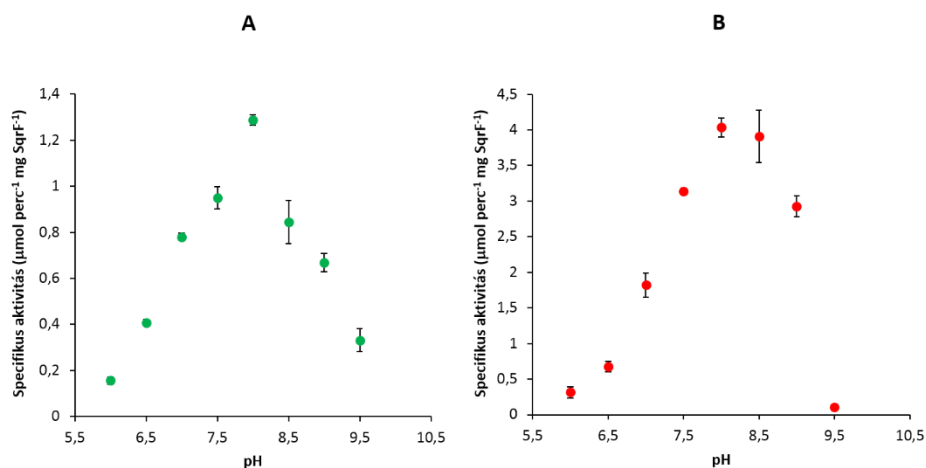 A
Specifikus aktivitás (µmol perc⁻¹ mg SqrF⁻¹)
1,4
1,2
1
0,8
0,6
0,4
0,2
0
5,5 6,5 7,5 8,5 9,5 10,5
pH
B
Specifikus aktivitás (µmol perc⁻¹ mg SqrF⁻¹)
4,5
4
3,5
3
2,5
2
1,5
1
0,5
0
5,5 6,5 7,5 8,5 9,5 10,5
pH